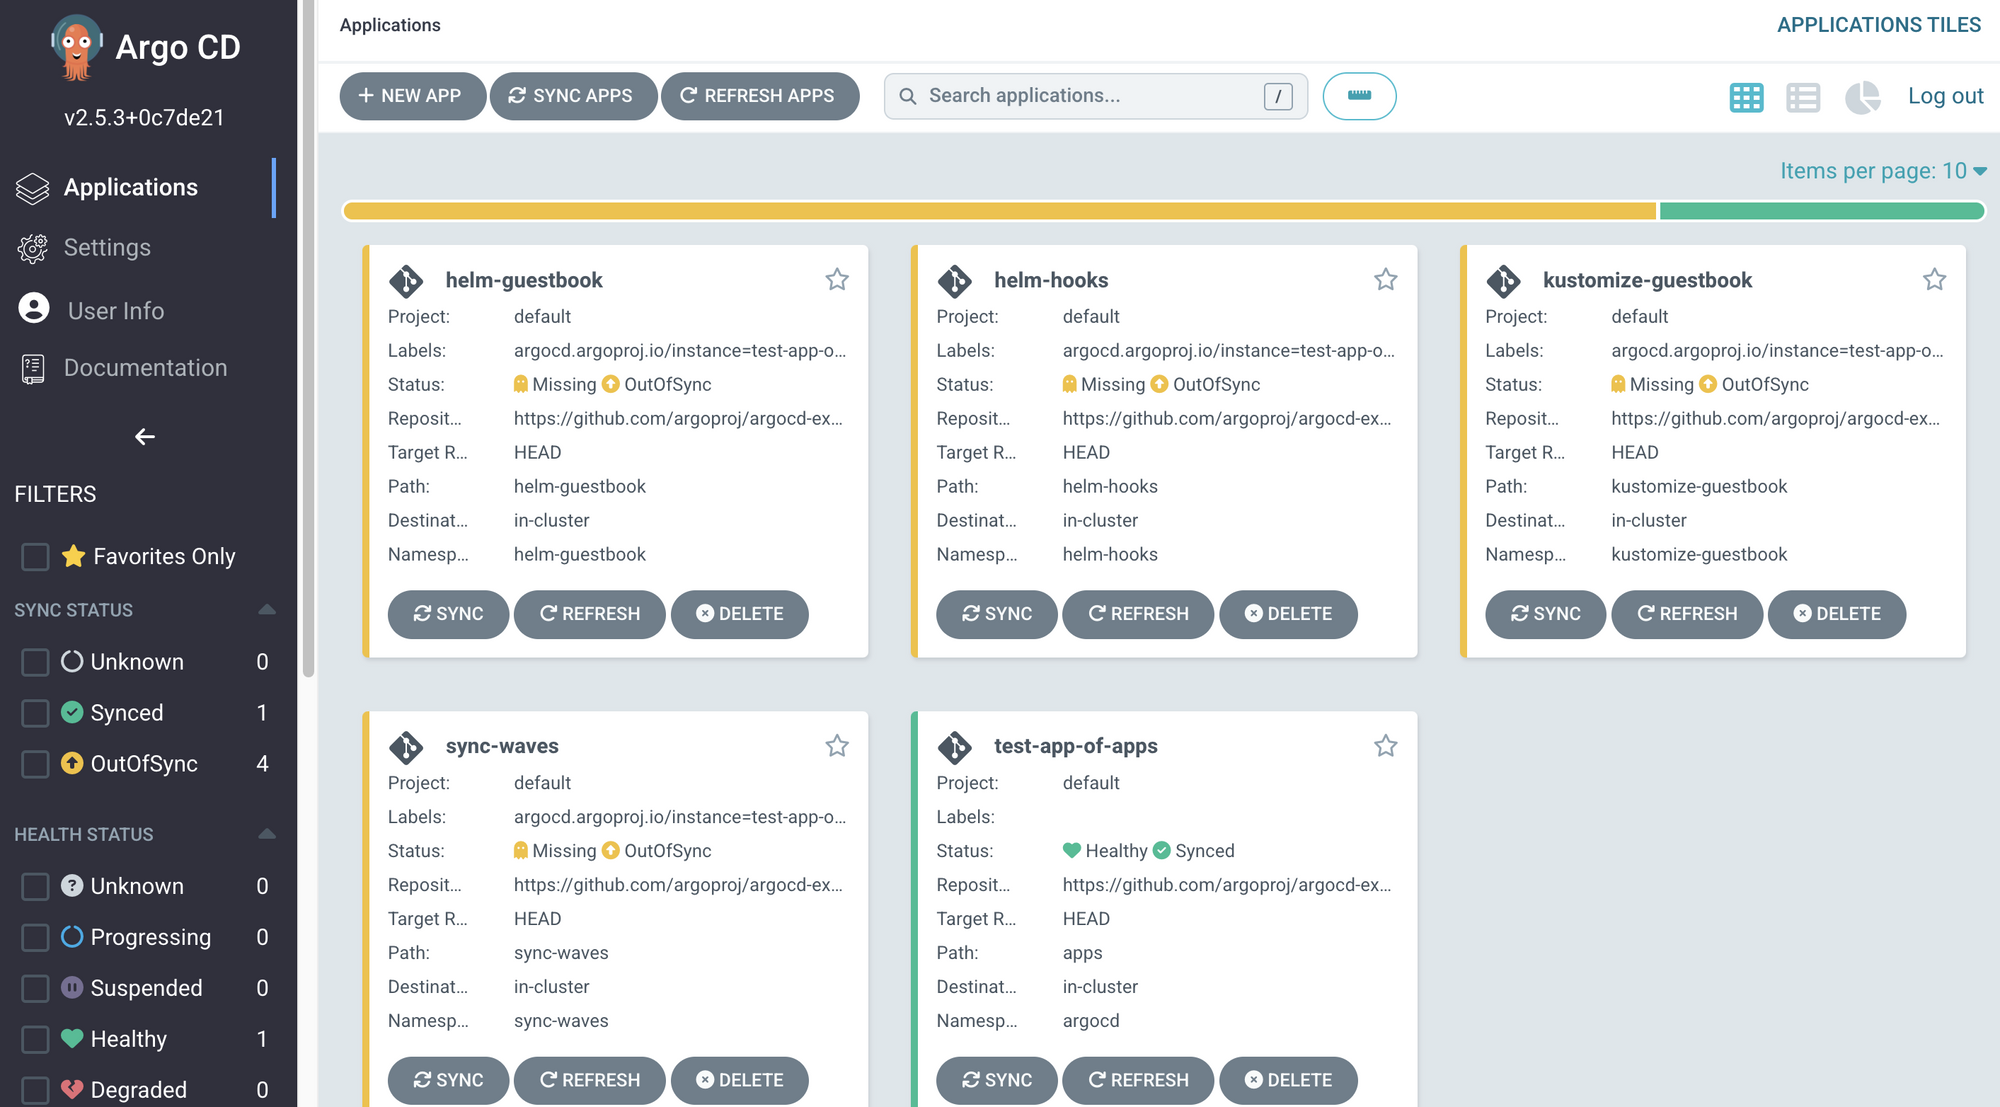 Argo CD
v2.5.3+0c7de21
Applications
Settings
User Info
Documentation
FILTERS
Favorites Only
SYNC STATUS
Unknown 0
Synced 1
OutOfSync 4
HEALTH STATUS
Unknown 0
Progressing 0
Suspended 0
Healthy 1
Degraded 0
Applications
APPLICATIONS TILES
+ NEW APP
SYNC APPS
REFRESH APPS
Search applications... /
Log out
Items per page: 10
helm-guestbook
Project: default
Labels: argocd.argoproj.io/instance=test-app-o...
Status: Missing OutOfSync
Reposit... https://github.com/argoproj/argocd-ex...
Target R... HEAD
Path: helm-guestbook
Destinat... in-cluster
Namesp... helm-guestbook
SYNC REFRESH DELETE
helm-hooks
Project: default
Labels: argocd.argoproj.io/instance=test-app-o...
Status: Missing OutOfSync
Reposit... https://github.com/argoproj/argocd-ex...
Target R... HEAD
Path: helm-hooks
Destinat... in-cluster
Namesp... helm-hooks
SYNC REFRESH DELETE
kustomize-guestbook
Project: default
Labels: argocd.argoproj.io/instance=test-app-o...
Status: Missing OutOfSync
Reposit... https://github.com/argoproj/argocd-ex...
Target R... HEAD
Path: kustomize-guestbook
Destinat... in-cluster
Namesp... kustomize-guestbook
SYNC REFRESH DELETE
sync-waves
Project: default
Labels: argocd.argoproj.io/instance=test-app-o...
Status: Missing OutOfSync
Reposit... https://github.com/argoproj/argocd-ex...
Target R... HEAD
Path: sync-waves
Destinat... in-cluster
Namesp... sync-waves
SYNC REFRESH DELETE
test-app-of-apps
Project: default
Labels:
Status: Healthy Synced
Reposit... https://github.com/argoproj/argocd-ex...
Target R... HEAD
Path: apps
Destinat... in-cluster
Namesp... argocd
SYNC REFRESH DELETE